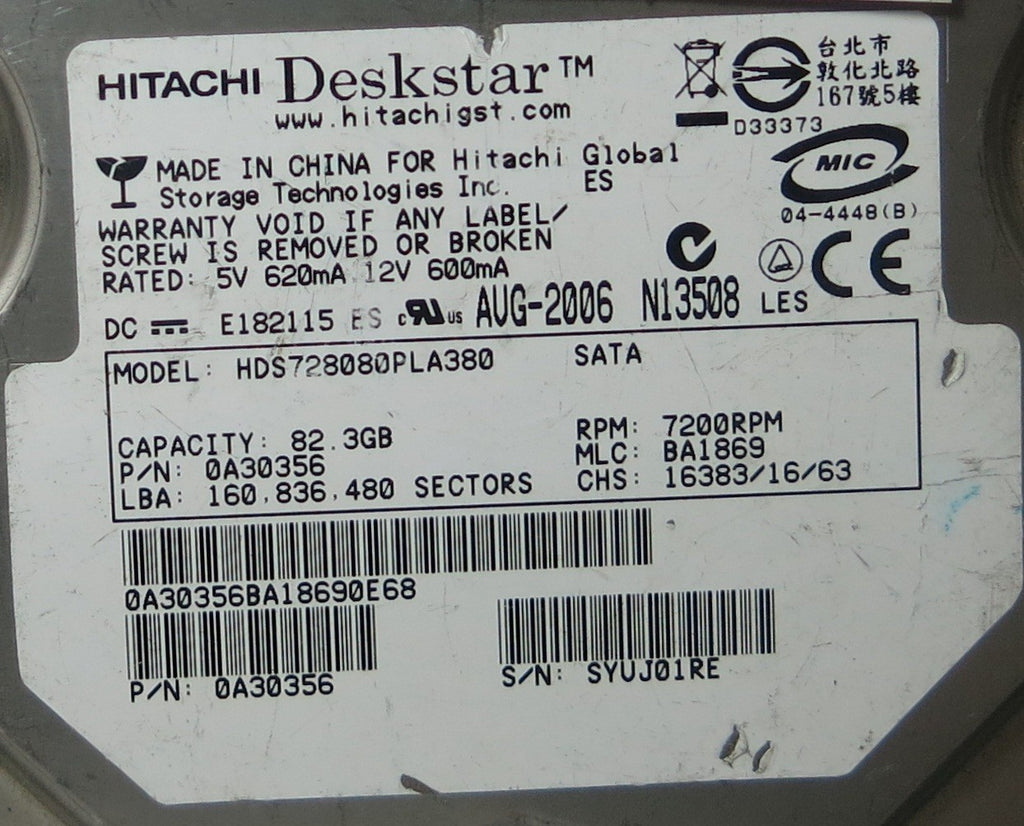 HITACHI Deskstar™
www.hitachigst.com
台北市
敦化北路
167號5樓
D33373
MADE IN CHINA FOR Hitachi Global
Storage Technologies Inc. ES
MIC
04-4448(B)
WARRANTY VOID IF ANY LABEL/
SCREW IS REMOVED OR BROKEN
RATED: 5V 620mA 12V 600mA
CE
DC E182115 ES cRUus AUG-2006 N13508 LES
MODEL: HDS728080PLA380 SATA
CAPACITY: 82.3GB RPM: 7200RPM
P/N: 0A30356 MLC: BA1869
LBA: 160,836,480 SECTORS CHS: 16383/16/63
0A30356BA18690E68
P/N: 0A30356 S/N: SYUJ01RE